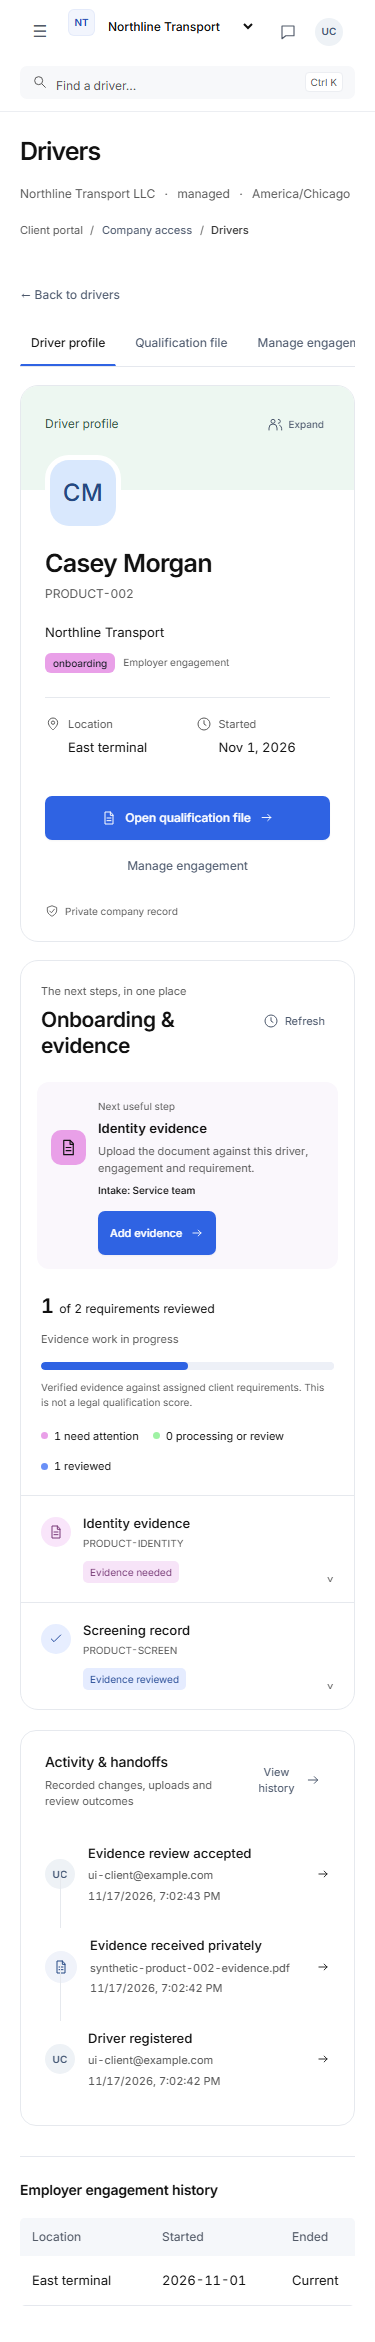 NT Northline Transport UC
Find a driver... Ctrl K
Drivers
Northline Transport LLC · managed · America/Chicago
Client portal / Company access / Drivers
← Back to drivers
Driver profile Qualification file Manage engagem
Driver profile Expand
CM
Casey Morgan
PRODUCT-002
Northline Transport
onboarding Employer engagement
Location Started
East terminal Nov 1, 2026
Open qualification file →
Manage engagement
Private company record
The next steps, in one place
Onboarding & Refresh
evidence
Next useful step
Identity evidence
Upload the document against this driver,
engagement and requirement.
Intake: Service team
Add evidence →
1 of 2 requirements reviewed
Evidence work in progress
Verified evidence against assigned client requirements. This
is not a legal qualification score.
1 need attention 0 processing or review
1 reviewed
Identity evidence
PRODUCT-IDENTITY
Evidence needed v
Screening record
PRODUCT-SCREEN
Evidence reviewed v
Activity & handoffs View
Recorded changes, uploads and history →
review outcomes
Evidence review accepted
UC ui-client@example.com →
11/17/2026, 7:02:43 PM
Evidence received privately
synthetic-product-002-evidence.pdf →
11/17/2026, 7:02:42 PM
Driver registered
UC ui-client@example.com →
11/17/2026, 7:02:42 PM
Employer engagement history
Location Started Ended
East terminal 2026-11-01 Current